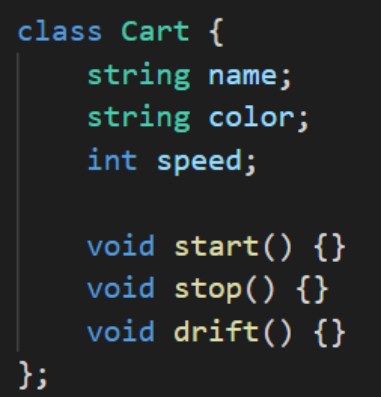 class Cart {
    string name;
    string color;
    int speed;

    void start() {}
    void stop() {}
    void drift() {}
};